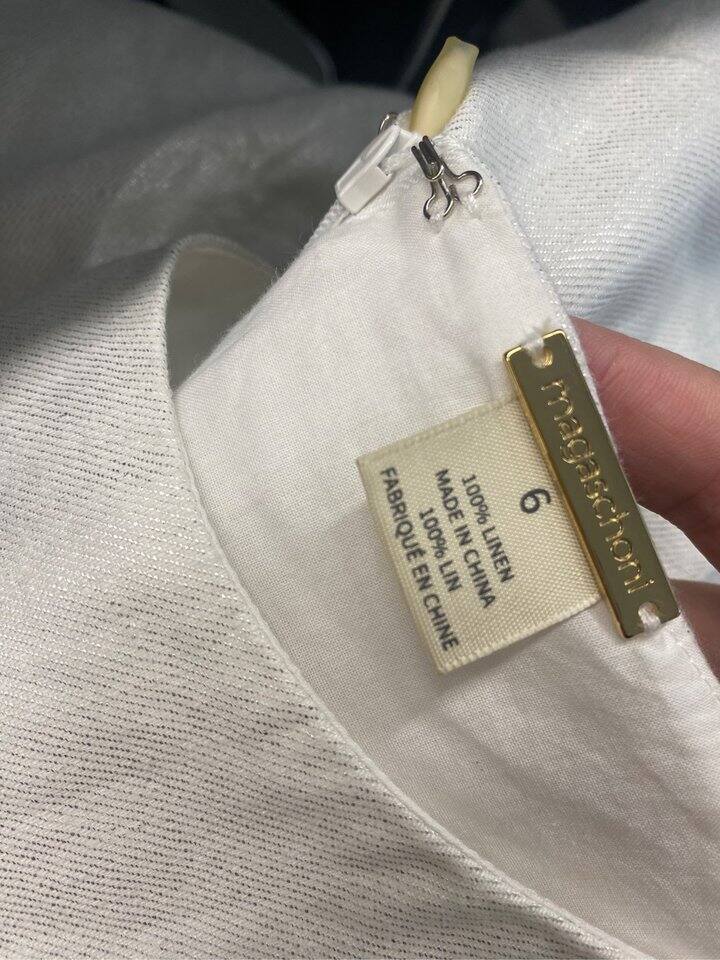 magaschoni
6
100% LINEN
MADE IN CHINA
100% LIN
FABRIQUÉ EN CHINE